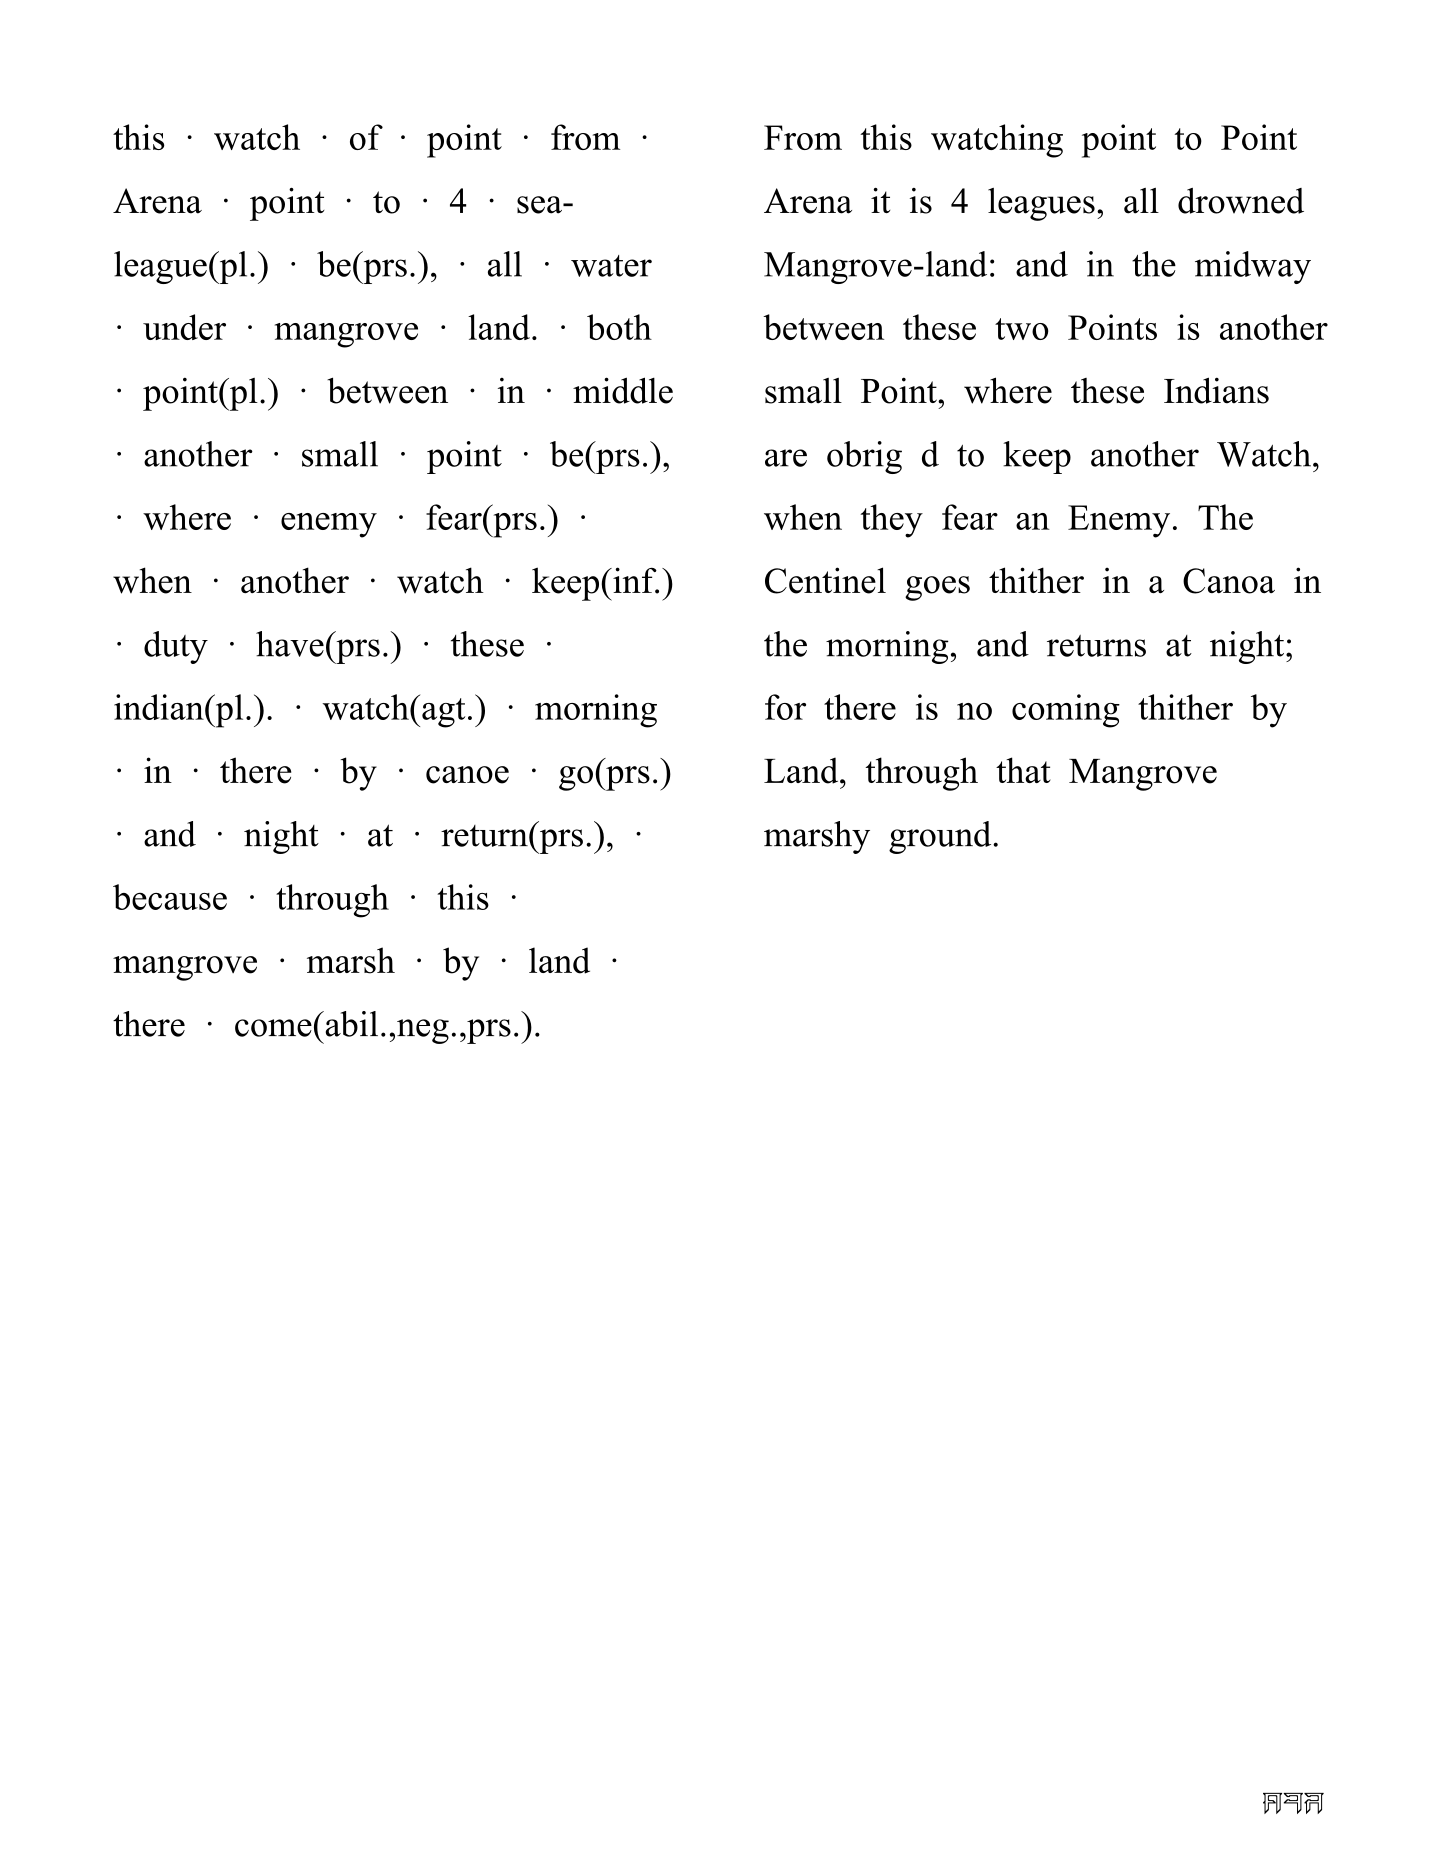 this · watch · of · point · from ·
Arena · point · to · 4 · sea-
league(pl.) · be(prs.), · all · water
· under · mangrove · land. · both
· point(pl.) · between · in · middle
· another · small · point · be(prs.),
· where · enemy · fear(prs.) ·
when · another · watch · keep(inf.)
· duty · have(prs.) · these ·
indian(pl.). · watch(agt.) · morning
· in · there · by · canoe · go(prs.)
· and · night · at · return(prs.), ·
because · through · this ·
mangrove · marsh · by · land ·
there · come(abil.,neg.,prs.).
From this watching point to Point
Arena it is 4 leagues, all drowned
Mangrove-land: and in the midway
between these two Points is another
small Point, where these Indians
are obrig d to keep another Watch,
when they fear an Enemy. The
Centinel goes thither in a Canoa in
the morning, and returns at night;
for there is no coming thither by
Land, through that Mangrove
marshy ground.